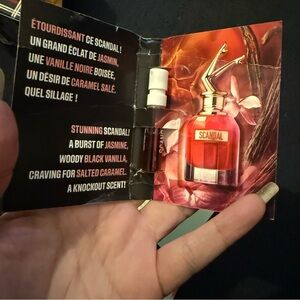 ÉTOURDISSANT CE SCANDAL!
UN GRAND ÉCLAT DE JASMIN,
UNE VANILLE NOIRE BOISÉE,
UN DÉSIR DE CARAMEL SALÉ.
QUEL SILLAGE !
STUNNING SCANDAL!
A BURST OF JASMINE,
WOODY BLACK VANILLA,
CRAVING FOR SALTED CARAMEL.
A KNOCKOUT SCENT!
SCANDAL